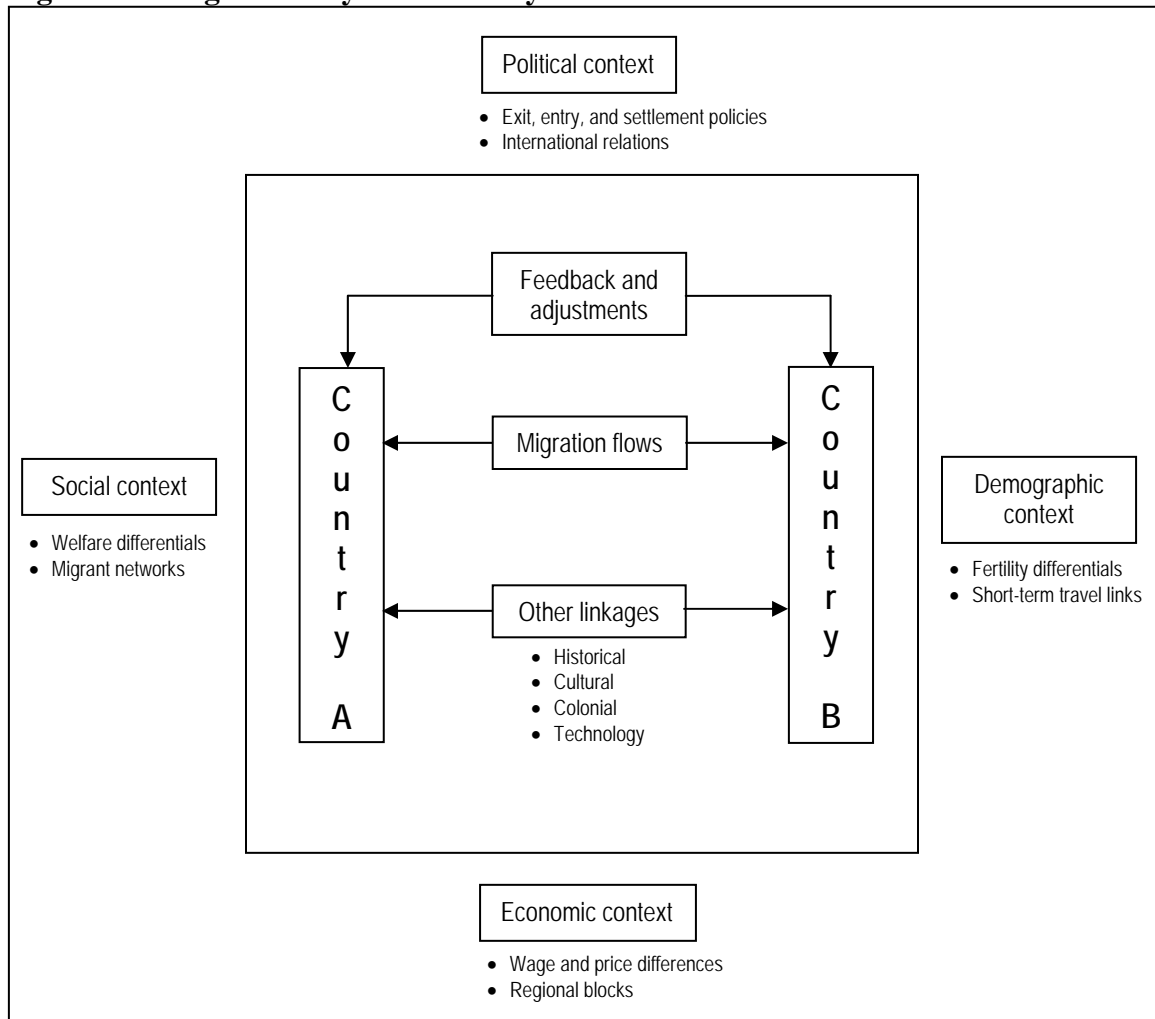 Political context
• Exit, entry, and settlement policies
• International relations
Feedback and
adjustments
Country A
Migration flows
Country B
Social context
• Welfare differentials
• Migrant networks
Demographic
context
• Fertility differentials
• Short-term travel links
Other linkages
• Historical
• Cultural
• Colonial
• Technology
Economic context
• Wage and price differences
• Regional blocks